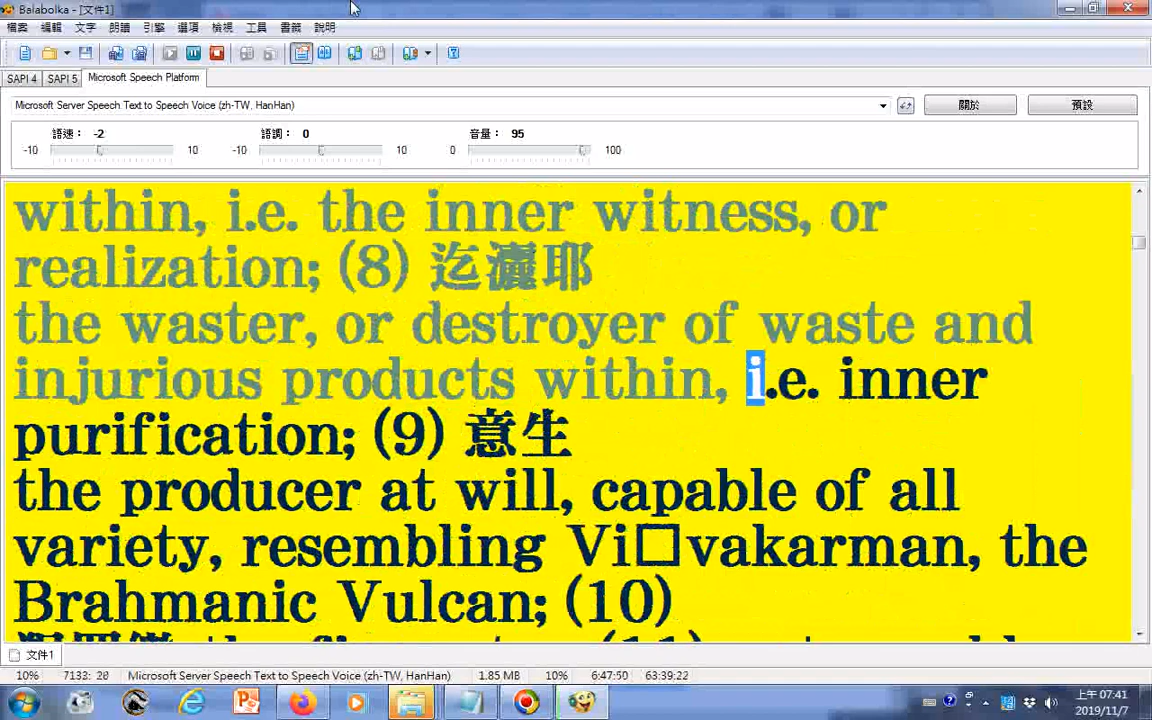 Balabolka - [文件1]
檔案 編輯 文字 朗讀 引擎 選項 檢視 工具 書籤 說明
SAPI 4 SAPI 5 Microsoft Speech Platform
Microsoft Server Speech Text to Speech Voice (zh-TW, HanHan) 關於 預設
語速： -2 語調： 0 音量： 95
-10 10 -10 10 0 100
within, i.e. the inner witness, or
realization; (8) 迄灑耶
the waster, or destroyer of waste and
injurious products within, i.e. inner
purification; (9) 意生
the producer at will, capable of all
variety, resembling Vi□vakarman, the
Brahmanic Vulcan; (10)
文件1
10% 7133: 20 Microsoft Server Speech Text to Speech Voice (zh-TW, HanHan) 1.85 MB 10% 6:47:50 63:39:22
上午 07:41
2019/11/7